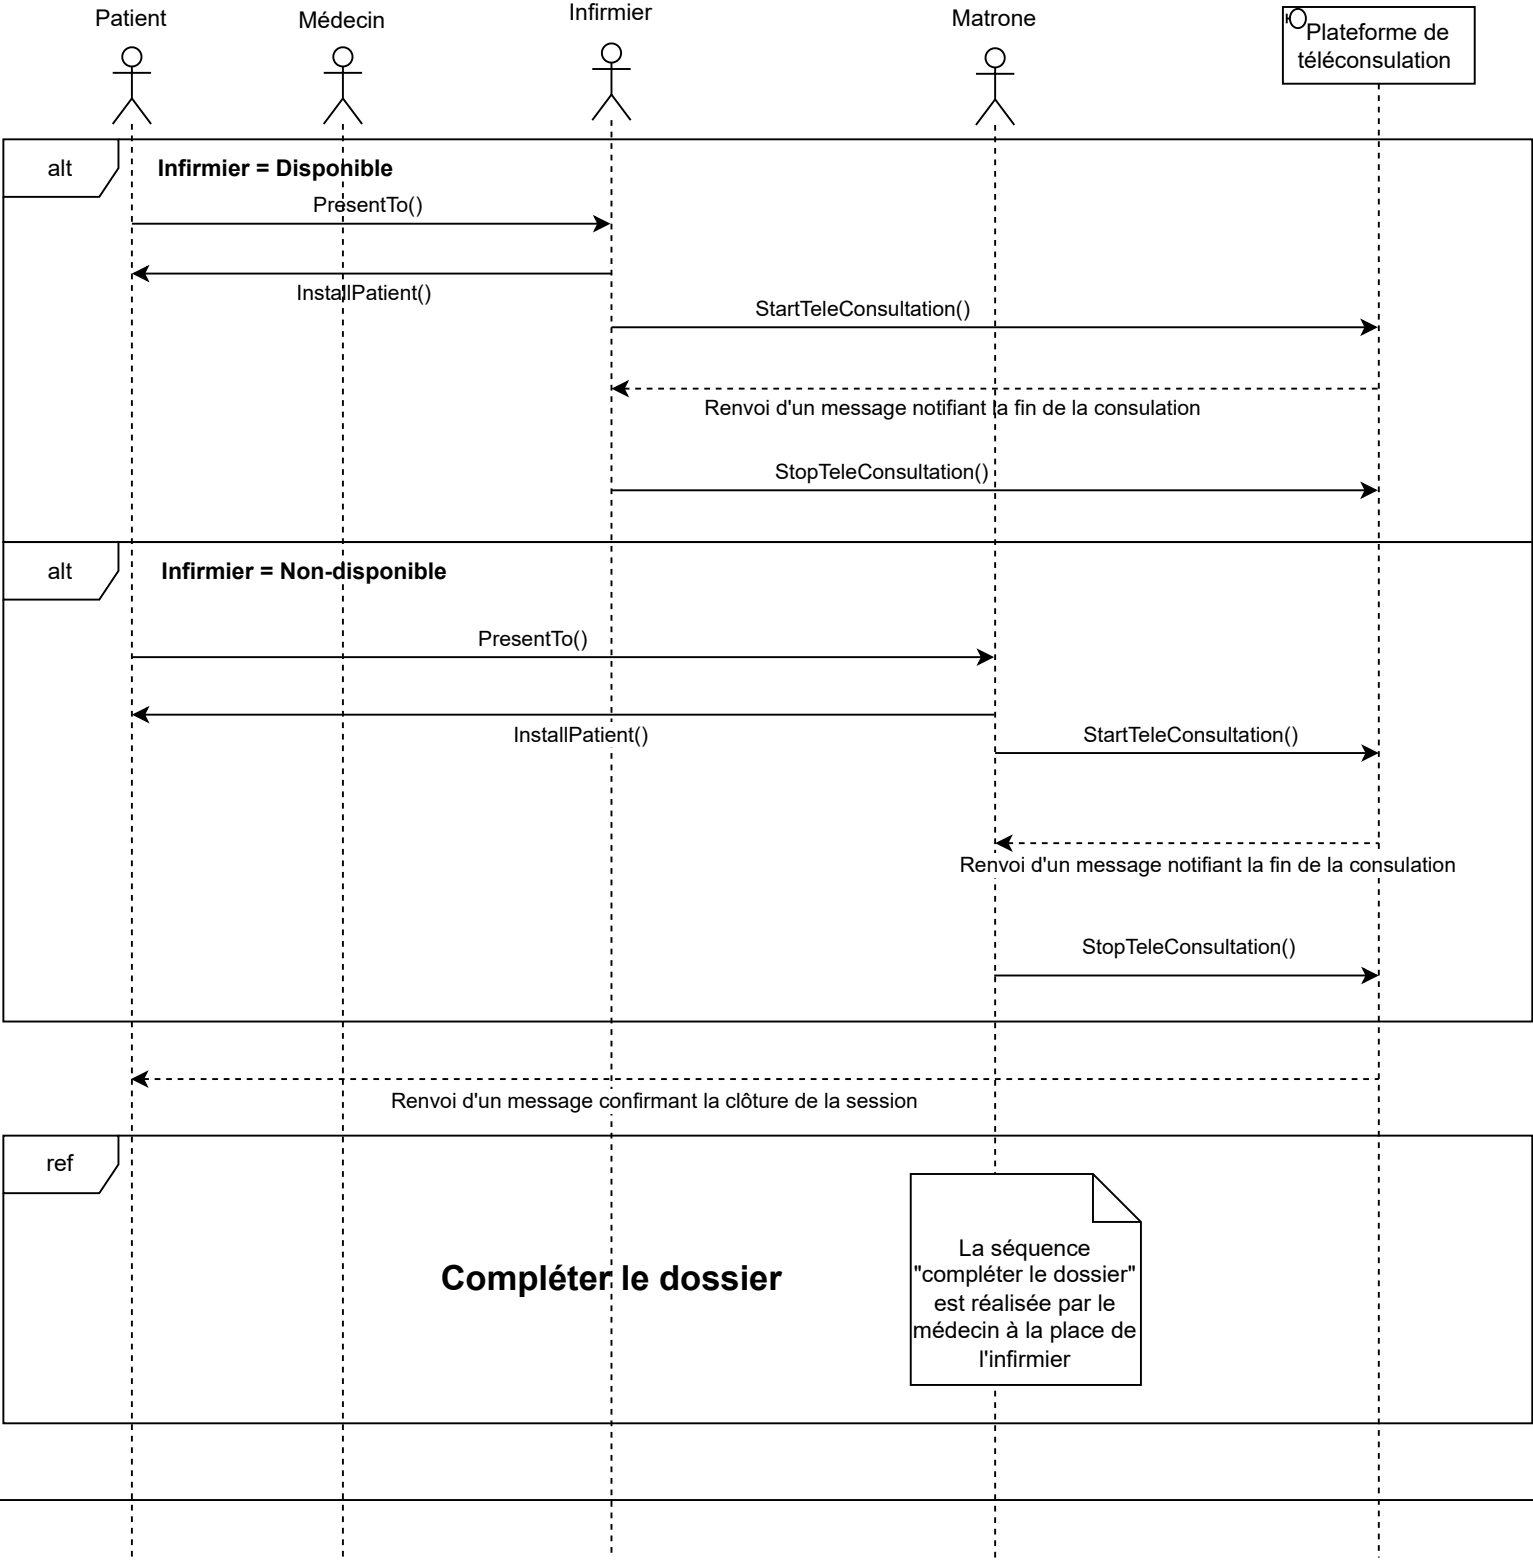 Patient
Médecin
Infirmier
Matrone
Plateforme de
téléconsulation
alt
Infirmier = Disponible
PresentTo()
InstallPatient()
StartTeleConsultation()
Renvoi d'un message notifiant la fin de la consulation
StopTeleConsultation()
alt
Infirmier = Non-disponible
PresentTo()
InstallPatient()
StartTeleConsultation()
Renvoi d'un message notifiant la fin de la consulation
StopTeleConsultation()
Renvoi d'un message confirmant la clôture de la session
ref
Compléter le dossier
La séquence
"compléter le dossier"
est réalisée par le
médecin à la place de
l'infirmier